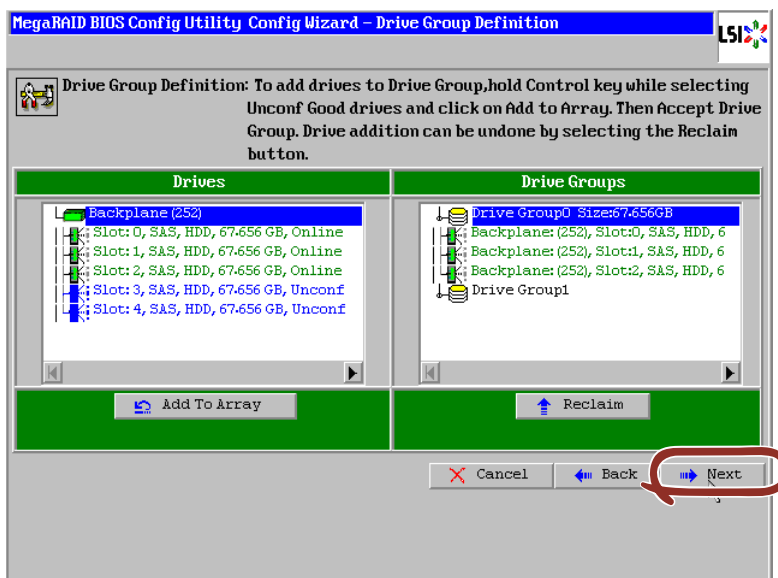 MegaRAID BIOS Config Utility Config Wizard – Drive Group Definition
LSI
Drive Group Definition: To add drives to Drive Group,hold Control key while selecting
Unconf Good drives and click on Add to Array. Then Accept Drive
Group. Drive addition can be undone by selecting the Reclaim
button.
Drives
Backplane (252)
Slot: 0, SAS, HDD, 67.656 GB, Online
Slot: 1, SAS, HDD, 67.656 GB, Online
Slot: 2, SAS, HDD, 67.656 GB, Online
Slot: 3, SAS, HDD, 67.656 GB, Unconf
Slot: 4, SAS, HDD, 67.656 GB, Unconf
Add To Array
Drive Groups
Drive Group0 Size:67.656GB
Backplane: (252), Slot:0, SAS, HDD, 6
Backplane: (252), Slot:1, SAS, HDD, 6
Backplane: (252), Slot:2, SAS, HDD, 6
Drive Group1
Reclaim
Cancel
Back
Next